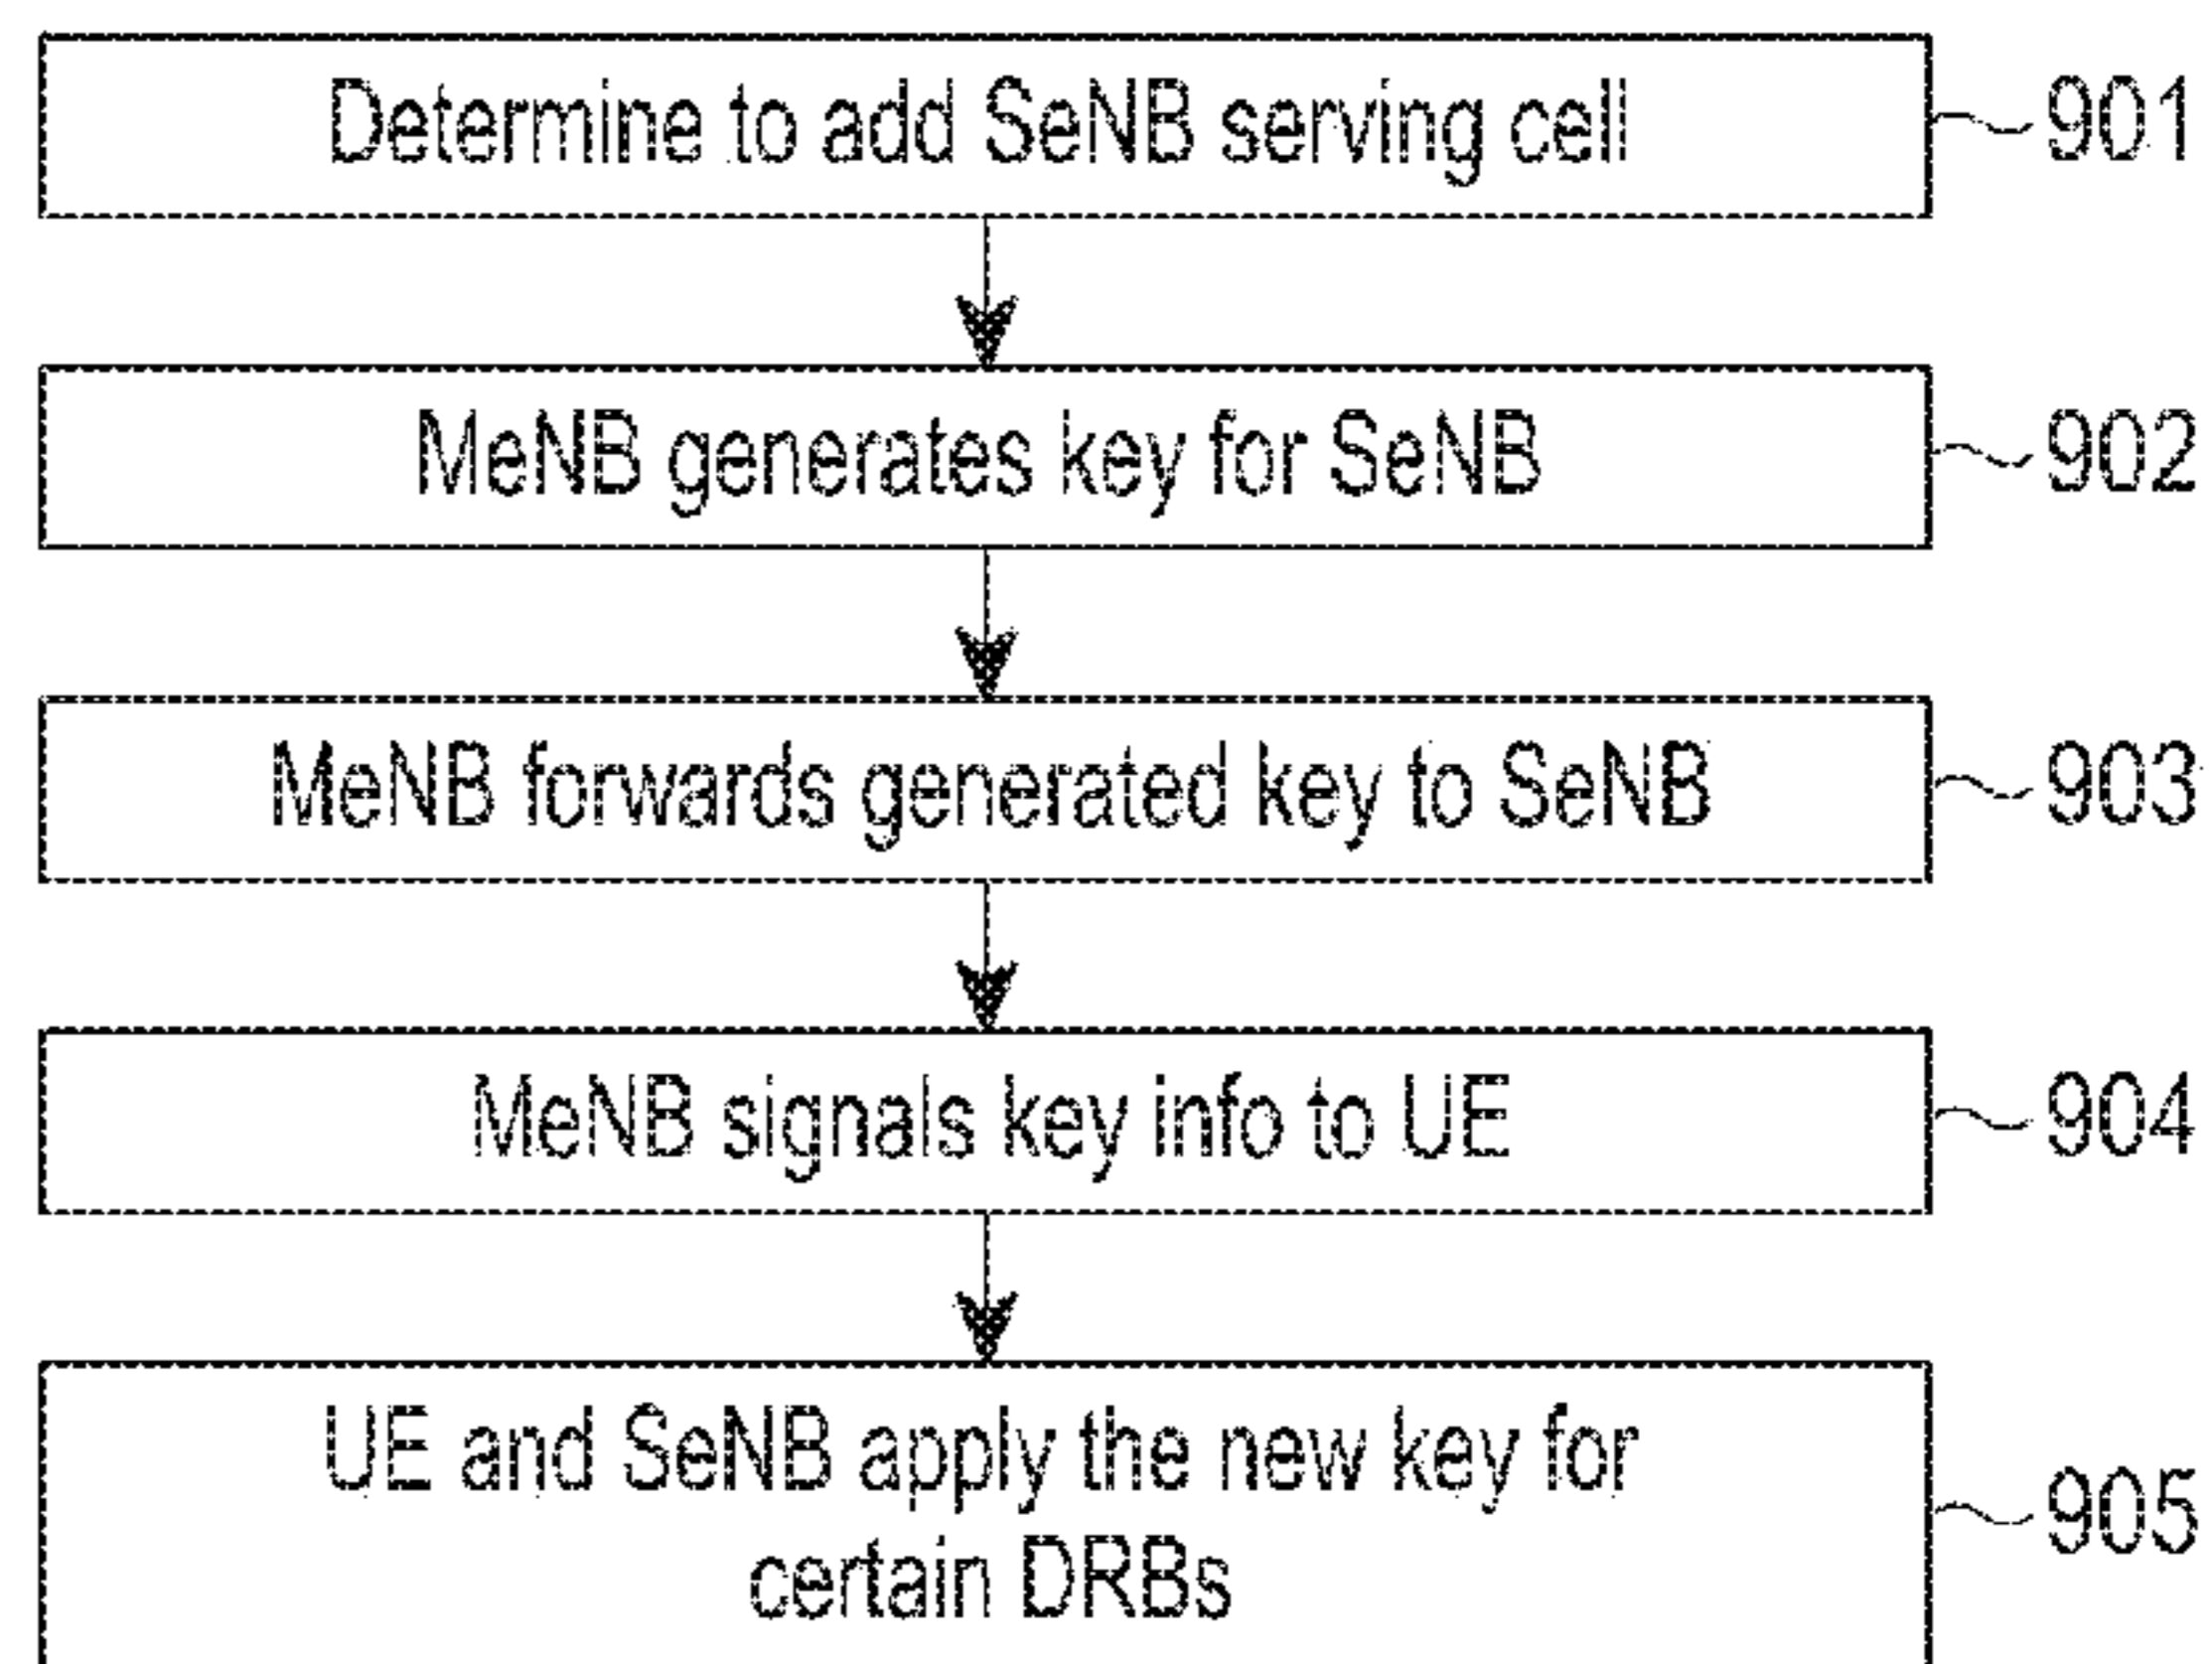 Determine to add SeNB serving cell
901
MeNB generates key for SeNB
902
MeNB forwards generated key to SeNB
903
MeNB signals key info to UE
904
UE and SeNB apply the new key for
certain DRBs
905